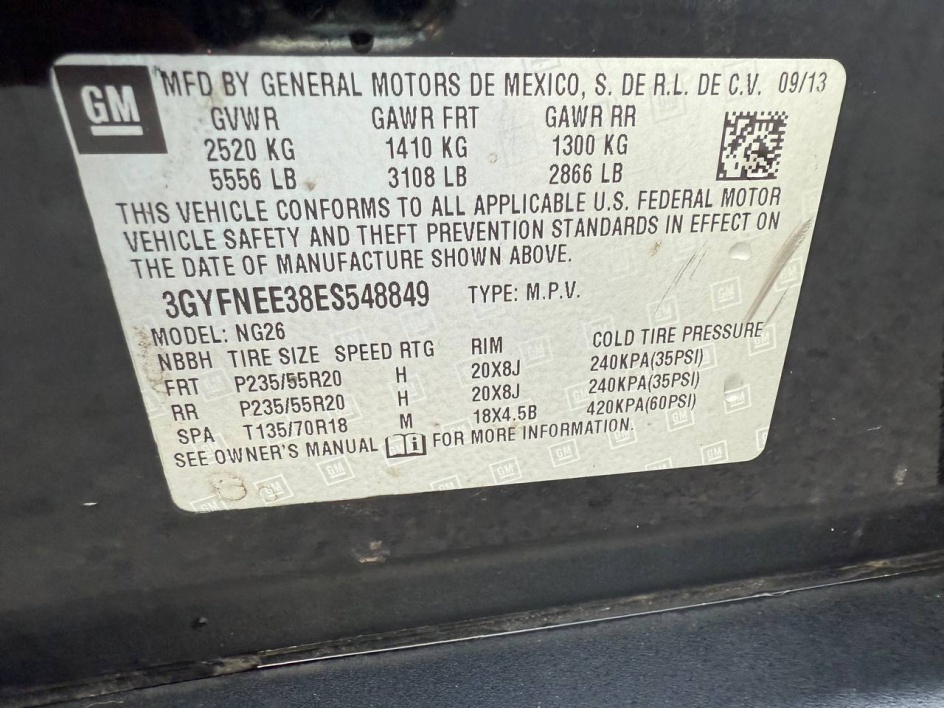 GM
MFD BY GENERAL MOTORS DE MEXICO, S. DE R.L. DE C.V. 09/13
GVWR GAWR FRT GAWR RR
2520 KG 1410 KG 1300 KG
5556 LB 3108 LB 2866 LB
THIS VEHICLE CONFORMS TO ALL APPLICABLE U.S. FEDERAL MOTOR
VEHICLE SAFETY AND THEFT PREVENTION STANDARDS IN EFFECT ON
THE DATE OF MANUFACTURE SHOWN ABOVE.
3GYFNEE38ES548849 TYPE: M.P.V.
MODEL: NG26
NBBH TIRE SIZE SPEED RTG RIM COLD TIRE PRESSURE
FRT P235/55R20 H 20X8J 240KPA(35PSI)
RR P235/55R20 H 20X8J 240KPA(35PSI)
SPA T135/70R18 M 18X4.5B 420KPA(60PSI)
SEE OWNER'S MANUAL FOR MORE INFORMATION.